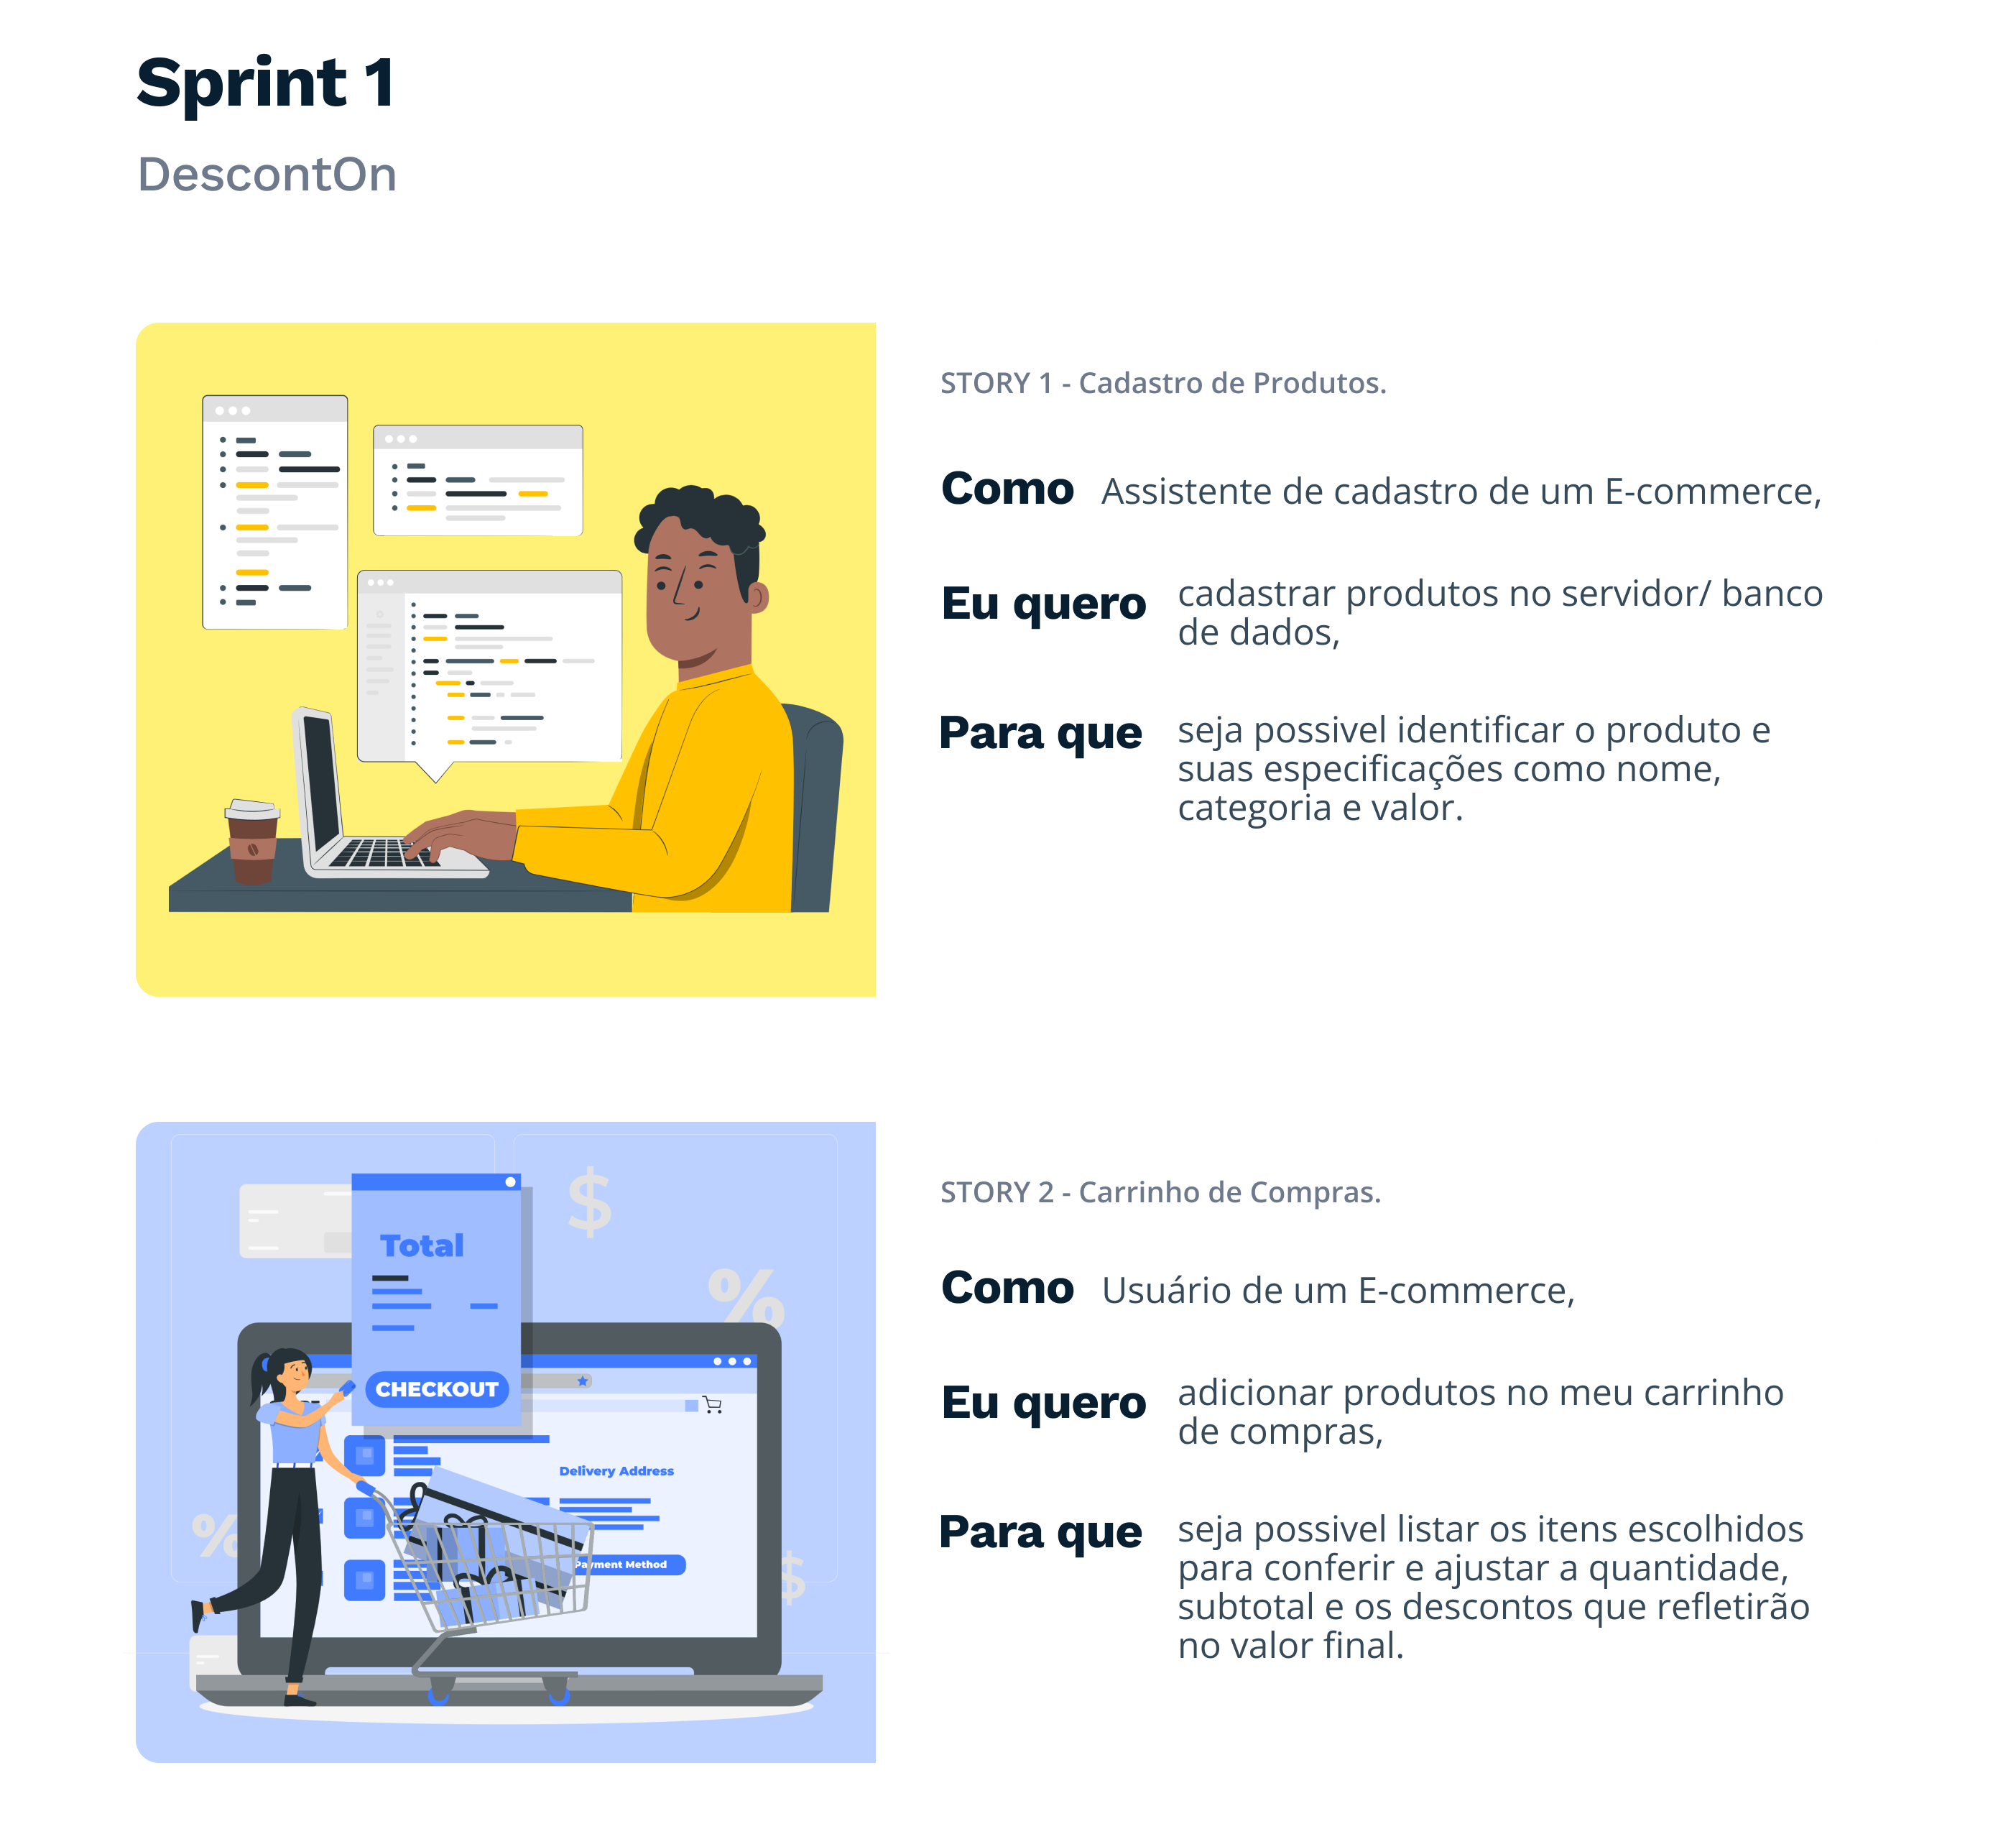 Sprint 1
DescontOn
STORY 1 - Cadastro de Produtos.
Como Assistente de cadastro de um E-commerce,
Eu quero cadastrar produtos no servidor/ banco
de dados,
Para que seja possivel identificar o produto e
suas especificações como nome,
categoria e valor.
$
%
Total
CHECKOUT
Delivery Address
Payment Method
%
$
STORY 2 - Carrinho de Compras.
Como Usuário de um E-commerce,
Eu quero adicionar produtos no meu carrinho
de compras,
Para que seja possivel listar os itens escolhidos
para conferir e ajustar a quantidade,
subtotal e os descontos que refletirão
no valor final.